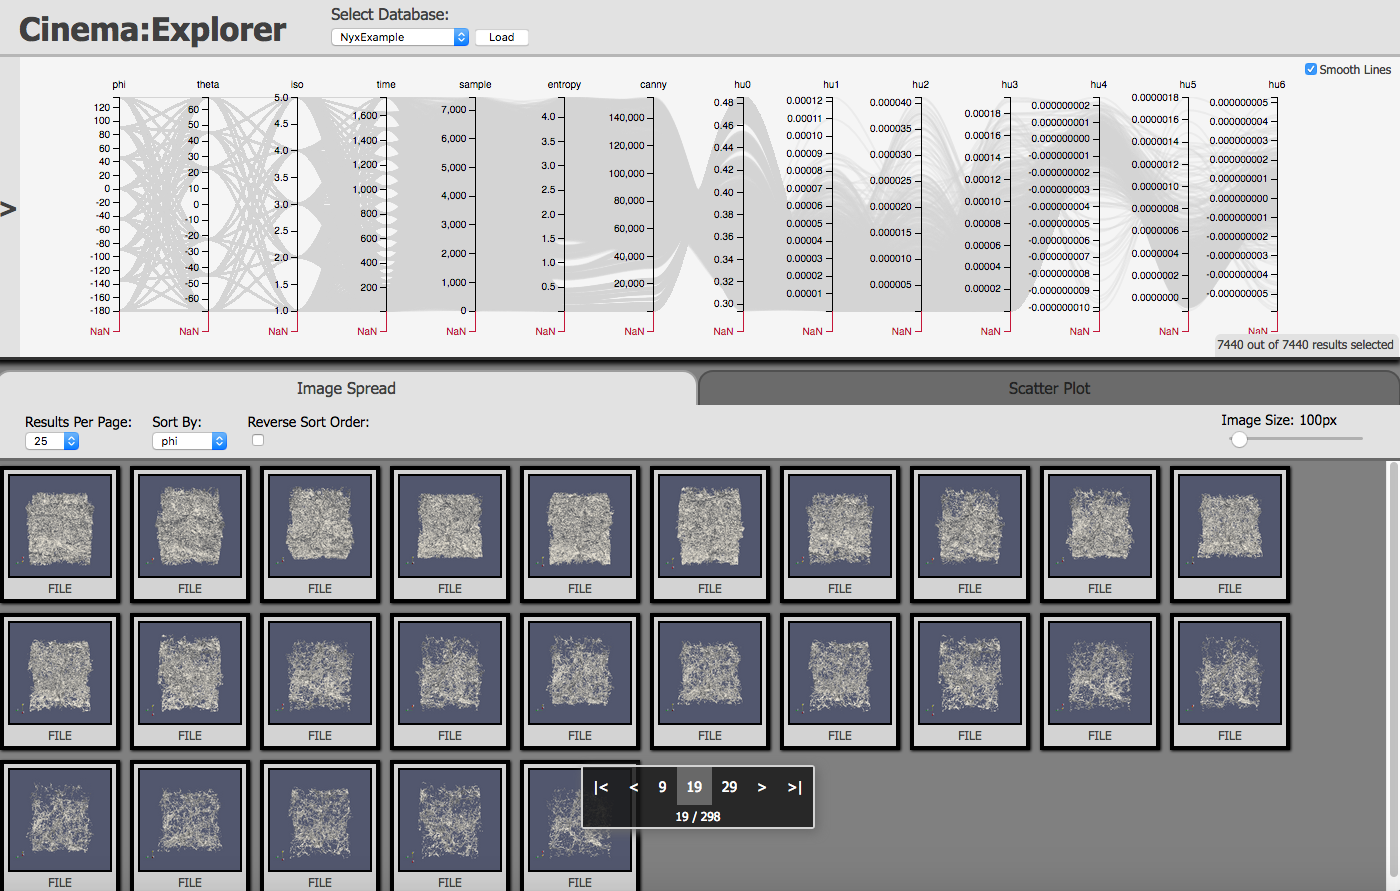 Cinema:Explorer
Select Database:
NyxExample Load
Smooth Lines
phi theta iso time sample entropy canny hu0 hu1 hu2 hu3 hu4 hu5 hu6
120 100 80 60 40 20 0 -20 -40 -60 -80 -100 -120 -140 -160 -180 NaN
60 50 40 30 20 10 0 -10 -20 -30 -40 -50 -60 NaN
5.0 4.0 3.0 2.0 2.0 1.0 NaN
1,600 1,400 1,200 1,000 800 600 400 200 NaN
7,000 6,000 5,000 4,000 3,000 2,000 1,000 0 NaN
4.0 3.5 3.0 2.5 2.0 1.5 1.0 0.5 NaN
140,000 120,000 100,000 80,000 60,000 40,000 20,000 NaN
0.48 0.46 0.44 0.42 0.40 0.38 0.36 0.34 0.32 0.30 NaN
0.00012 0.00011 0.00010 0.00009 0.00008 0.00007 0.00006 0.00005 0.00004 0.00003 0.00002 0.00001 NaN
0.000040 0.000035 0.000030 0.000025 0.000020 0.000015 0.000010 0.000005 NaN
0.00018 0.00016 0.00014 0.00012 0.00010 0.00008 0.00006 0.00004 0.00002 NaN
0.000000002 0.000000001 0.000000000 -0.000000001 -0.000000002 -0.000000003 -0.000000004 -0.000000005 -0.000000006 -0.000000007 -0.000000008 -0.000000009 -0.000000010 NaN
0.0000018 0.0000016 0.0000014 0.0000012 0.0000010 0.0000008 0.0000006 0.0000004 0.0000002 0.0000000 NaN
0.000000005 0.000000004 0.000000003 0.000000002 0.000000001 0.000000000 -0.000000001 -0.000000002 -0.000000003 -0.000000004 -0.000000005 NaN
>
7440 out of 7440 results selected
Image Spread Scatter Plot
Results Per Page: Sort By: Reverse Sort Order: Image Size: 100px
25 phi
FILE FILE FILE FILE FILE FILE FILE FILE FILE FILE
FILE FILE FILE FILE FILE FILE FILE FILE FILE FILE
|< < 9 19 29 > >|
19 / 298
FILE FILE FILE FILE FILE